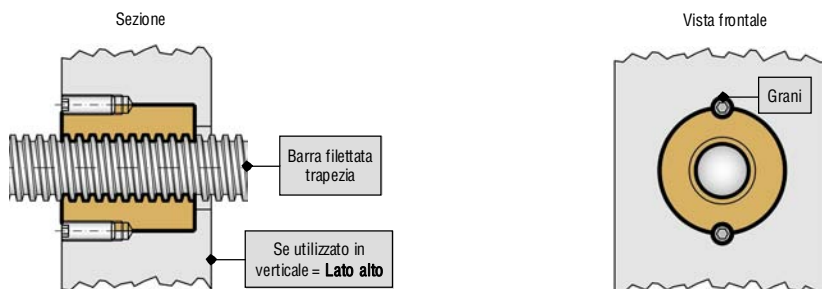 Sezione
Vista frontale
Grani
Barra filettata
trapezia
Se utilizzato in
verticale = Lato alto